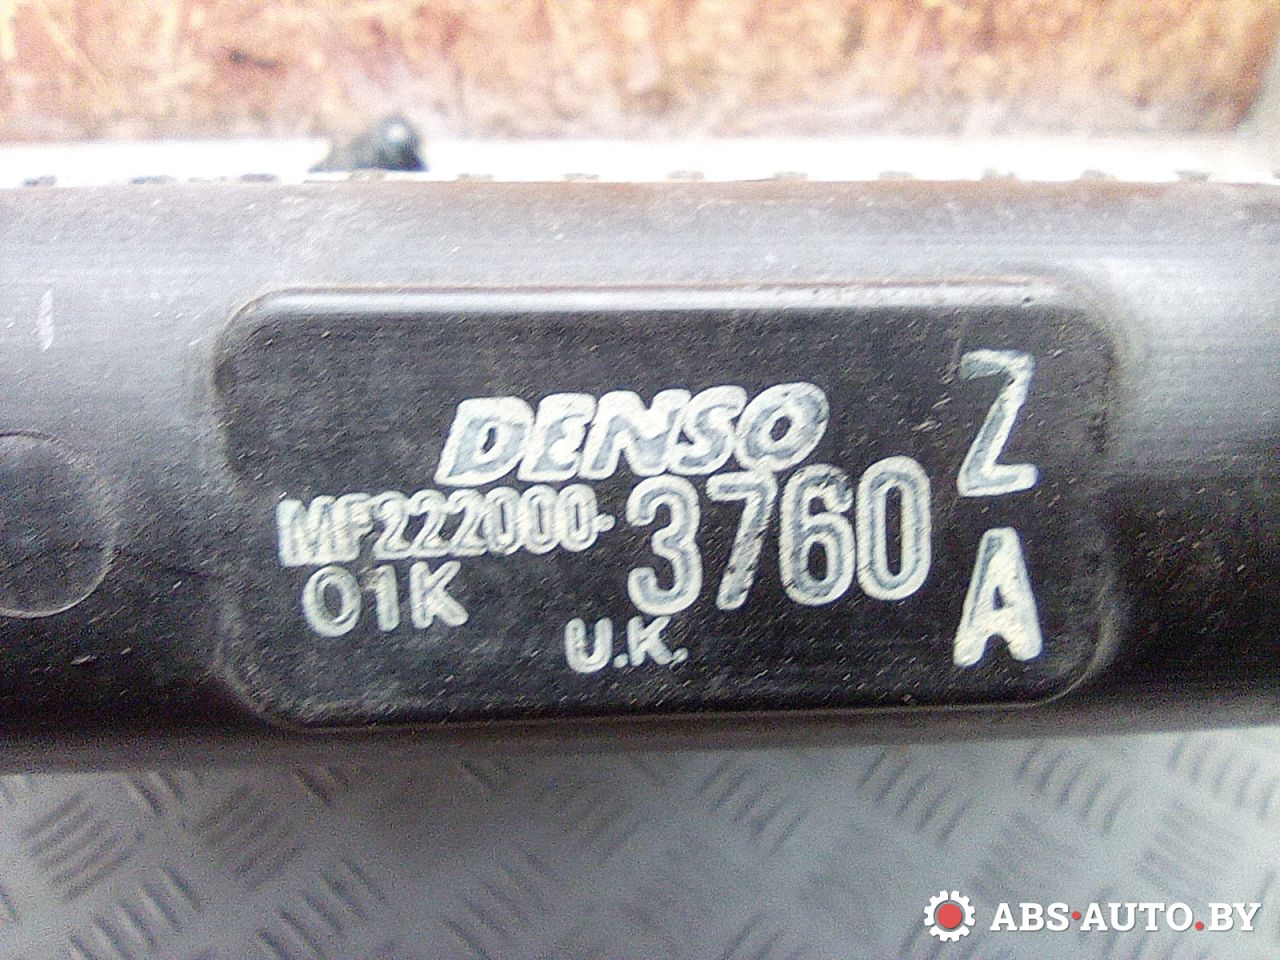 DENSO
MF222000-3760
01K
U.K.
Z
A
ABS·AUTO.BY